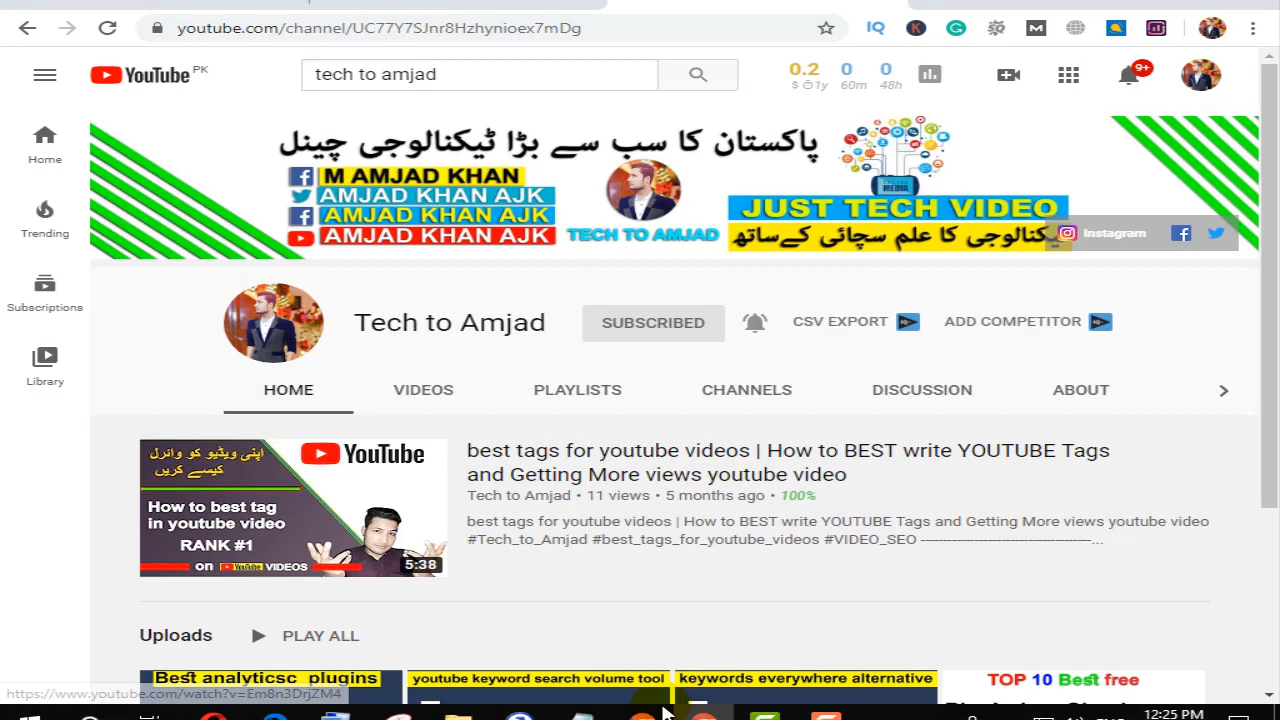 youtube.com/channel/UC77Y7SJnr8Hzhynioex7mDg
YouTube PK
tech to amjad
0.2 0 0
$ 1y 60m 48h
9+
Home
Trending
Subscriptions
Library
پاکستان کا سب سے بڑا ٹیکنالوجی چینل
M AMJAD KHAN
AMJAD KHAN AJK
AMJAD KHAN AJK
AMJAD KHAN AJK
TECH TO AMJAD
SOCIAL MEDIA
JUST TECH VIDEO
ٹیکنالوجی کا علم سچائی کے ساتھ
Instagram
Tech to Amjad
SUBSCRIBED
CSV EXPORT
ADD COMPETITOR
HOME VIDEOS PLAYLISTS CHANNELS DISCUSSION ABOUT
اپنی ویڈیو کو وائرل
کیسے کریں
YouTube
How to best tag
in youtube video
RANK #1
on YouTube VIDEOS
5:38
best tags for youtube videos | How to BEST write YOUTUBE Tags
and Getting More views youtube video
Tech to Amjad • 11 views • 5 months ago • 100%
best tags for youtube videos | How to BEST write YOUTUBE Tags and Getting More views youtube video
#Tech_to_Amjad #best_tags_for_youtube_videos #VIDEO_SEO ---------------------------------------...
Uploads
PLAY ALL
Best analyticsc plugins
youtube keyword search volume tool
keywords everywhere alternative
TOP 10 Best free
https://www.youtube.com/watch?v=Em8n3DrjZM4
12:25 PM